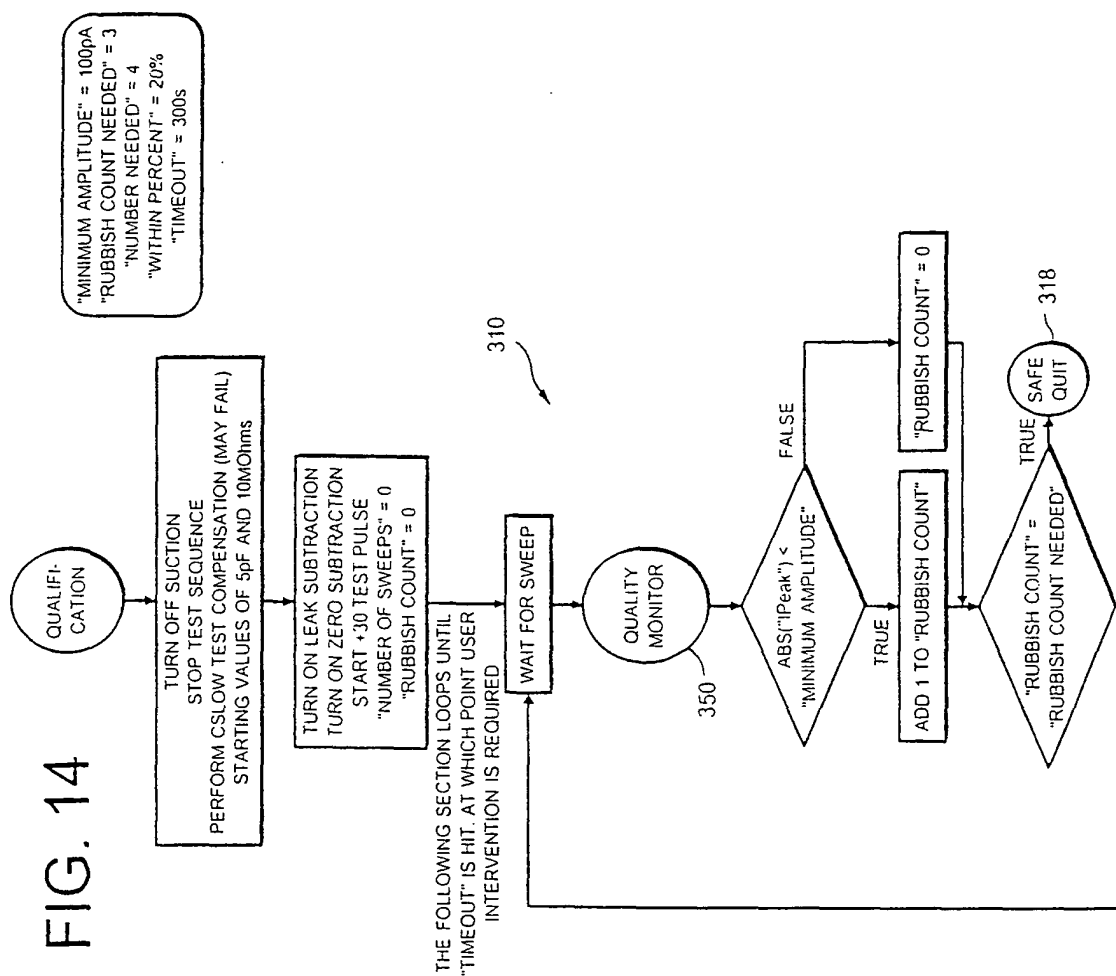 FIG. 14
QUALIFI-
CATION
"MINIMUM AMPLITUDE" = 100pA
"RUBBISH COUNT NEEDED" = 3
"NUMBER NEEDED" = 4
"WITHIN PERCENT" = 20%
"TIMEOUT" = 300s
TURN OFF SUCTION
STOP TEST SEQUENCE
PERFORM CSLOW TEST COMPENSATION (MAY FAIL)
STARTING VALUES OF 5pF AND 10MOhms
TURN ON LEAK SUBTRACTION
TURN ON ZERO SUBTRACTION
START +30 TEST PULSE
"NUMBER OF SWEEPS" = 0
"RUBBISH COUNT" = 0
THE FOLLOWING SECTION LOOPS UNTIL
"TIMEOUT" IS HIT. AT WHICH POINT USER
INTERVENTION IS REQUIRED
310
WAIT FOR SWEEP
QUALITY
MONITOR
350
ABS("IPeak") <
"MINIMUM AMPLITUDE"
FALSE
TRUE
ADD 1 TO "RUBBISH COUNT"
"RUBBISH COUNT" = 0
"RUBBISH COUNT" =
"RUBBISH COUNT NEEDED"
TRUE
SAFE
QUIT
318